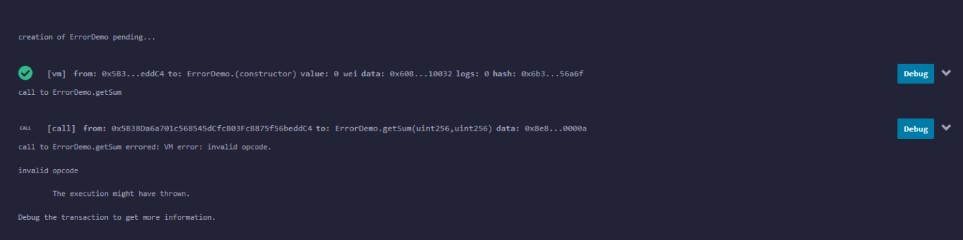 creation of ErrorDemo pending...
[vm] from: 0x5B3...eddC4 to: ErrorDemo.(constructor) value: 0 wei data: 0x608...10032 logs: 0 hash: 0x6b3...56a6f Debug
call to ErrorDemo.getSum
CALL [call] from: 0x5B38Da6a701c568545dCfcB03FcB875f56beddC4 to: ErrorDemo.getSum(uint256,uint256) data: 0x8e8...0000a Debug
call to ErrorDemo.getSum errored: VM error: invalid opcode.
invalid opcode
The execution might have thrown.
Debug the transaction to get more information.